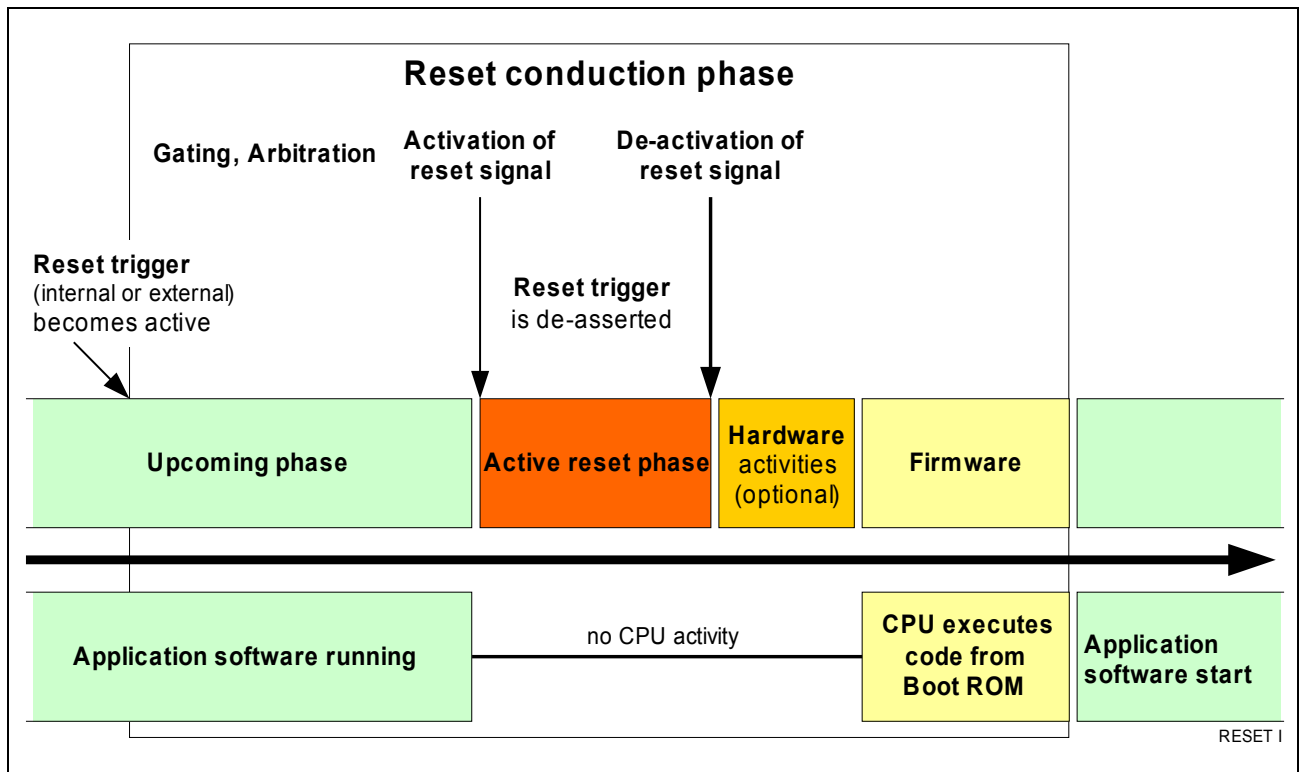 Reset conduction phase
Gating, Arbitration
Activation of
reset signal
De-activation of
reset signal
Reset trigger
(internal or external)
becomes active
Reset trigger
is de-asserted
Upcoming phase
Active reset phase
Hardware
activities
(optional)
Firmware
Application software running
no CPU activity
CPU executes
code from
Boot ROM
Application
software start
RESET I